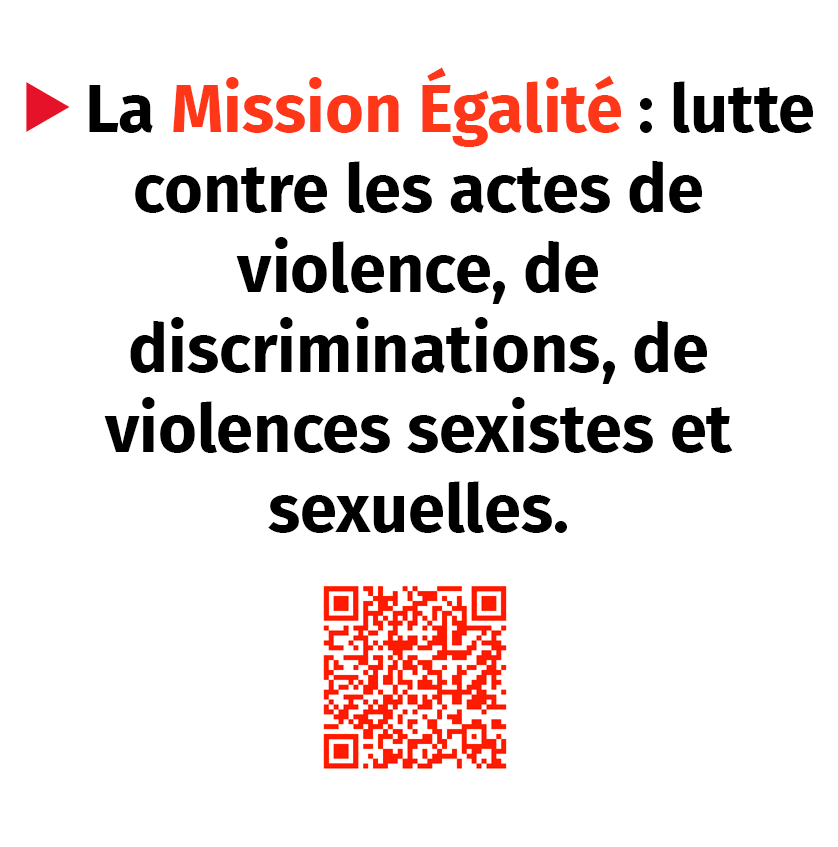 ▶ La Mission Égalité : lutte
contre les actes de
violence, de
discriminations, de
violences sexistes et
sexuelles.